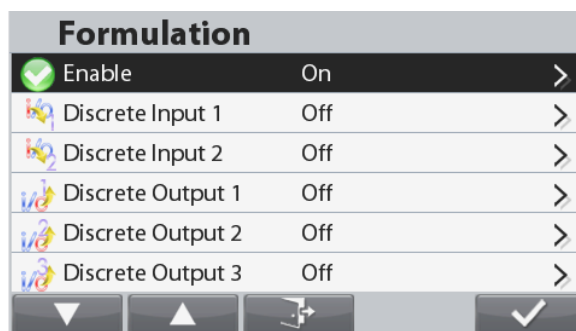 Formulation
Enable On
Discrete Input 1 Off
Discrete Input 2 Off
Discrete Output 1 Off
Discrete Output 2 Off
Discrete Output 3 Off